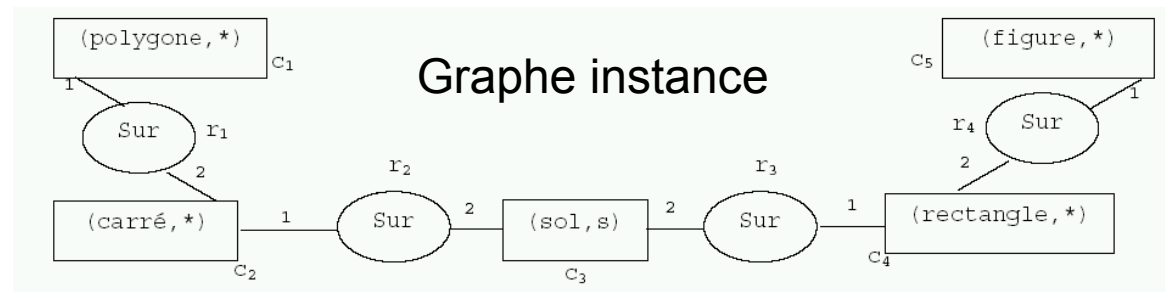 (polygone,*)
C1
(figure,*)
C5
Graphe instance
1
1
Sur
r1
r4
Sur
2
2
r2
r3
(carré,*)
1
Sur
2
(sol,s)
2
Sur
1
(rectangle,*)
C2
C3
C4